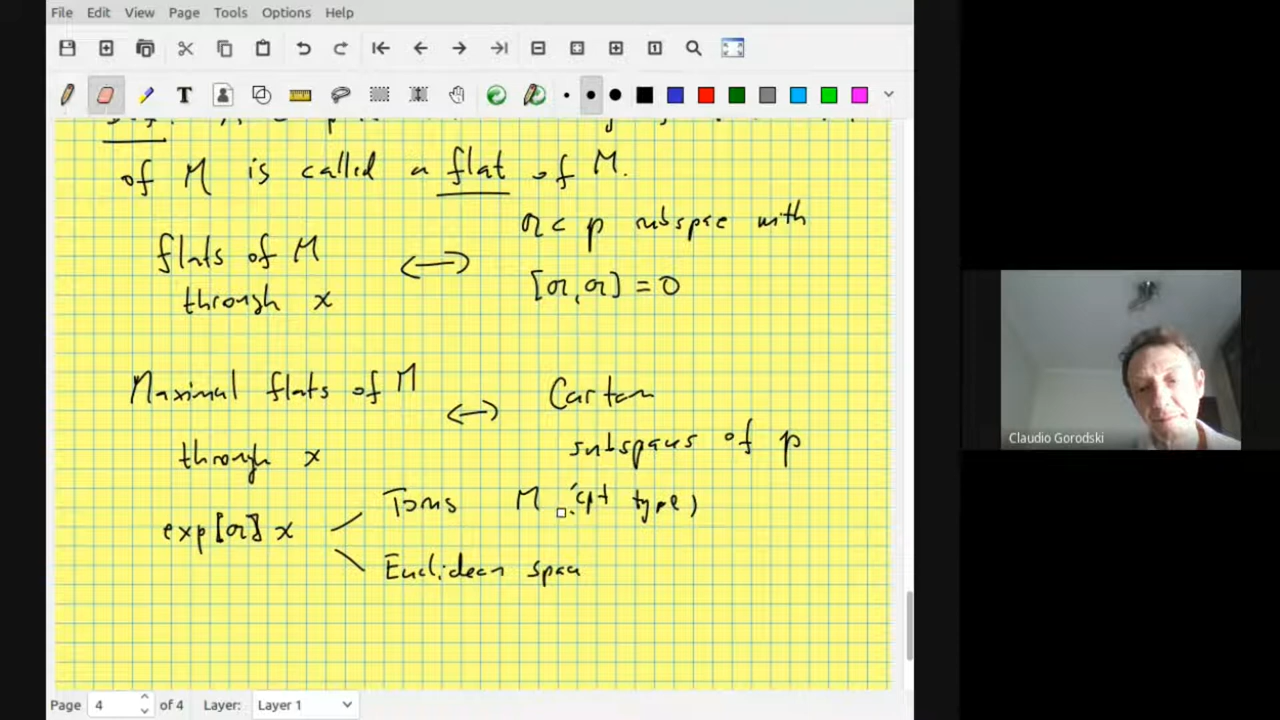 File Edit View Page Tools Options Help
of M is called a flat of M.
flats of M through x ⟷ 𝔞 ⊂ p subspace with
[𝔞, 𝔞] = 0
Maximal flats of M through x ⟷ Cartan
subspaces of p
exp[𝔞] x
Torus M (cpt type)
Euclidean space
Claudio Gorodski
Page 4 of 4 Layer: Layer 1